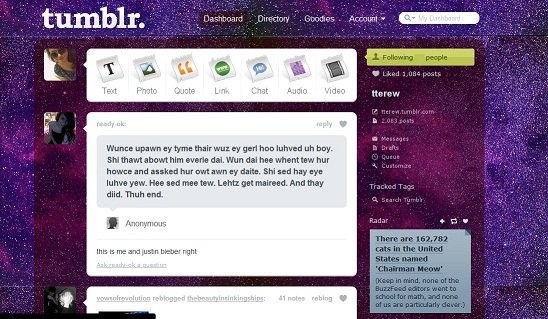 tumblr.
Dashboard Directory Goodies Account
My Dashboard
Text Photo Quote Link Chat Audio Video
ready-ok: reply
Wunce upawn ey tyme thair wuz ey gerl hoo luhved uh boy.
Shi thawt abowt him everie dai. Wun dai hee whent tew hur
howce and assked hur owt awn ey daite. Shi sed hay eye
luhve yew. Hee sed mee tew. Lehtz get maireed. And thay
diid. Thuh end.
Anonymous
this is me and justin bieber right
Ask ready-ok a question
vowsofrevolution reblogged thebeautyinsinkingships: 41 notes reblog
Following people
Liked 1,084 posts
tterew
tterew.tumblr.com
2,083 posts
Messages
Drafts
Queue
Customize
Tracked Tags
Search Tumblr
Radar
There are 162,782
cats in the United
States named
'Chairman Meow'
(Keep in mind, none of the
BuzzFeed editors went to
school for math, and none
of us are particularly clever.)